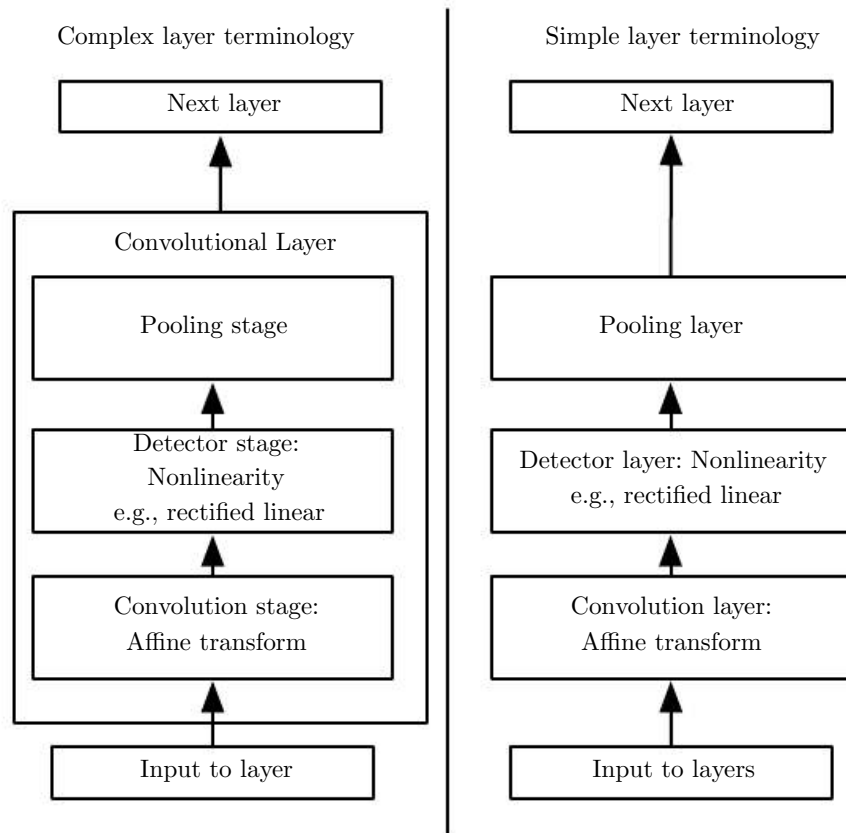 Complex layer terminology
Next layer
Convolutional Layer
Pooling stage
Detector stage:
Nonlinearity
e.g., rectified linear
Convolution stage:
Affine transform
Input to layer
Simple layer terminology
Next layer
Pooling layer
Detector layer: Nonlinearity
e.g., rectified linear
Convolution layer:
Affine transform
Input to layers